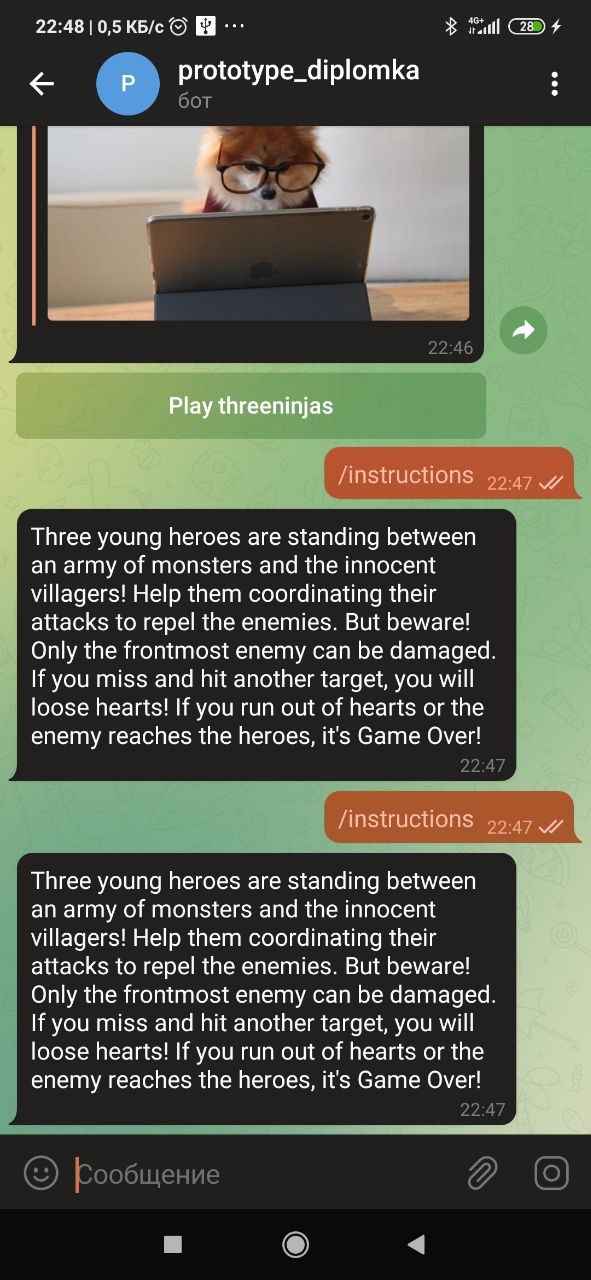 22:48 | 0,5 КБ/с ...
4G+
28
P
prototype_diplomka
бот
22:46
Play threeninjas
/instructions 22:47
Three young heroes are standing between
an army of monsters and the innocent
villagers! Help them coordinating their
attacks to repel the enemies. But beware!
Only the frontmost enemy can be damaged.
If you miss and hit another target, you will
loose hearts! If you run out of hearts or the
enemy reaches the heroes, it's Game Over!
22:47
/instructions 22:47
Three young heroes are standing between
an army of monsters and the innocent
villagers! Help them coordinating their
attacks to repel the enemies. But beware!
Only the frontmost enemy can be damaged.
If you miss and hit another target, you will
loose hearts! If you run out of hearts or the
enemy reaches the heroes, it's Game Over!
22:47
Сообщение